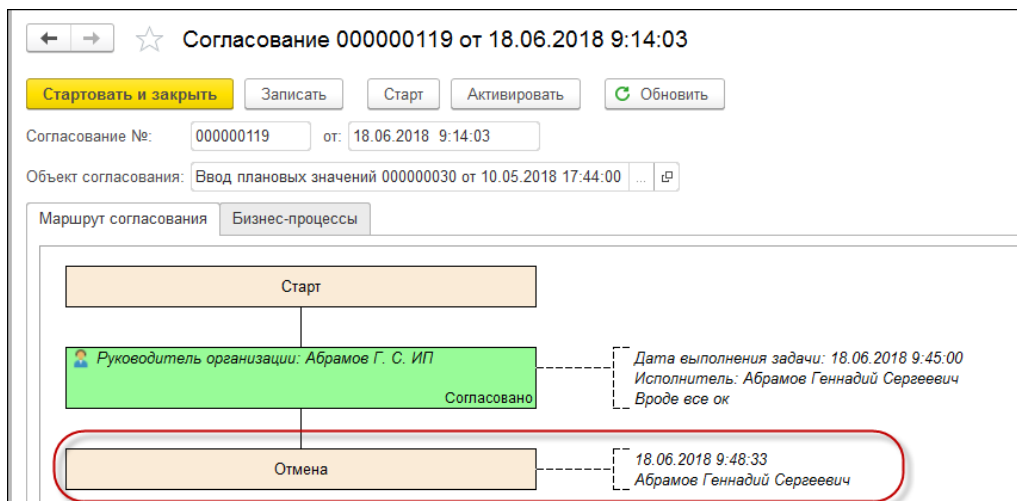 Согласование 000000119 от 18.06.2018 9:14:03
Стартовать и закрыть Записать Старт Активировать Обновить
Согласование №: 000000119 от: 18.06.2018 9:14:03
Объект согласования: Ввод плановых значений 000000030 от 10.05.2018 17:44:00 ...
Маршрут согласования Бизнес-процессы
Старт
Руководитель организации: Абрамов Г. С. ИП
Согласовано
Дата выполнения задачи: 18.06.2018 9:45:00
Исполнитель: Абрамов Геннадий Сергеевич
Вроде все ок
Отмена
18.06.2018 9:48:33
Абрамов Геннадий Сергеевич